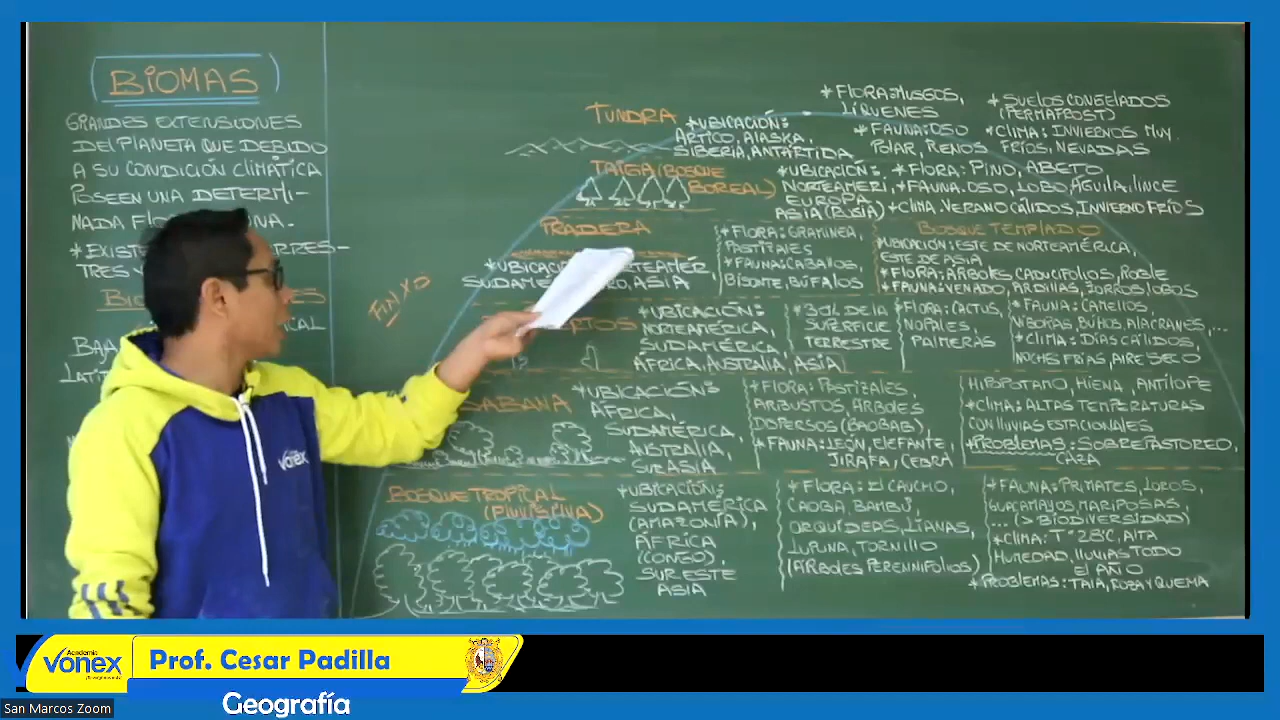 BIOMAS
GRANDES EXTENSIONES
DEL PLANETA QUE DEBIDO
A SU CONDICIÓN CLIMÁTICA
POSEEN UNA DETERMI-
NADA
TUNDRA
*UBICACIÓN:
ÁRTICO, ALASKA,
SIBERIA, ANTÁRTIDA
*FLORA: MUSGOS,
LÍQUENES
*FAUNA: OSO
POLAR, RENOS
*SUELOS CONGELADOS
(PERMAFROST)
*CLIMA: INVIERNOS MUY
FRÍOS, NEVADAS
TAIGA (BOSQUE
BOREAL)
*UBICACIÓN:
NORTEAMERI,
EUROPA
ASIA (RUSIA)
*FLORA: PINO, ABETO
*FAUNA: OSO, LOBO, ÁGUILA, LINCE
*CLIMA: VERANO CÁLIDOS, INVIERNO FRÍOS
PRADERA
SUDAMÉ ASIA
*FLORA: GRAMINEA,
PASTIZALES
*FAUNA: CABALLOS,
BISONTE, BÚFALOS
BOSQUE TEMPLADO
*UBICACIÓN: ESTE DE NORTEAMÉRICA,
ESTE DE ASIA
*FLORA: ÁRBOLES CADUCIFOLIOS, ROBLE
*FAUNA: VENADO, ARDILLAS, ZORROS, LOBOS
*UBICACIÓN:
NORTEAMÉRICA,
SUDAMÉRICA,
ÁFRICA, AUSTRALIA, ASIA
*30% DE LA
SUPERFICIE
TERRESTRE
*FLORA: CACTUS,
NOPALES,
PALMERAS
*FAUNA: CAMELLOS,
VÍBORAS, BÚHOS, ALACRANES,...
*CLIMA: DÍAS CÁLIDOS,
NOCHES FRÍAS, AIRE SECO
SABANA
*UBICACIÓN:
ÁFRICA,
SUDAMÉRICA,
AUSTRALIA,
SUR ASIA
*FLORA: PASTIZALES,
ARBUSTOS, ÁRBOLES
DISPERSOS (BAOBAB)
*FAUNA: LEÓN, ELEFANTE,
JIRAFA, CEBRA
HIPOPÓTAMO, HIENA, ANTÍLOPE
*CLIMA: ALTAS TEMPERATURAS
CON LLUVIAS ESTACIONALES
*PROBLEMAS: SOBREPASTOREO,
CAZA
BOSQUE TROPICAL
(PLUVISILVA)
*UBICACIÓN:
SUDAMÉRICA
(AMAZONÍA),
ÁFRICA
(CONGO),
SURESTE
ASIA
*FLORA: EL CAUCHO,
CAOBA, BAMBÚ,
ORQUÍDEAS, LIANAS,
LUPUNA, TORNILLO
(ÁRBOLES PERENNIFOLIOS)
*FAUNA: PRIMATES, LOROS,
GUACAMAYOS, MARIPOSAS,
... (> BIODIVERSIDAD)
*CLIMA: T° 28°C, ALTA
HUMEDAD, LLUVIAS TODO
EL AÑO
*PROBLEMAS: TALA, ROZA Y QUEMA
VONEX
Academia
vonex
Prof. Cesar Padilla
Geografía
San Marcos Zoom